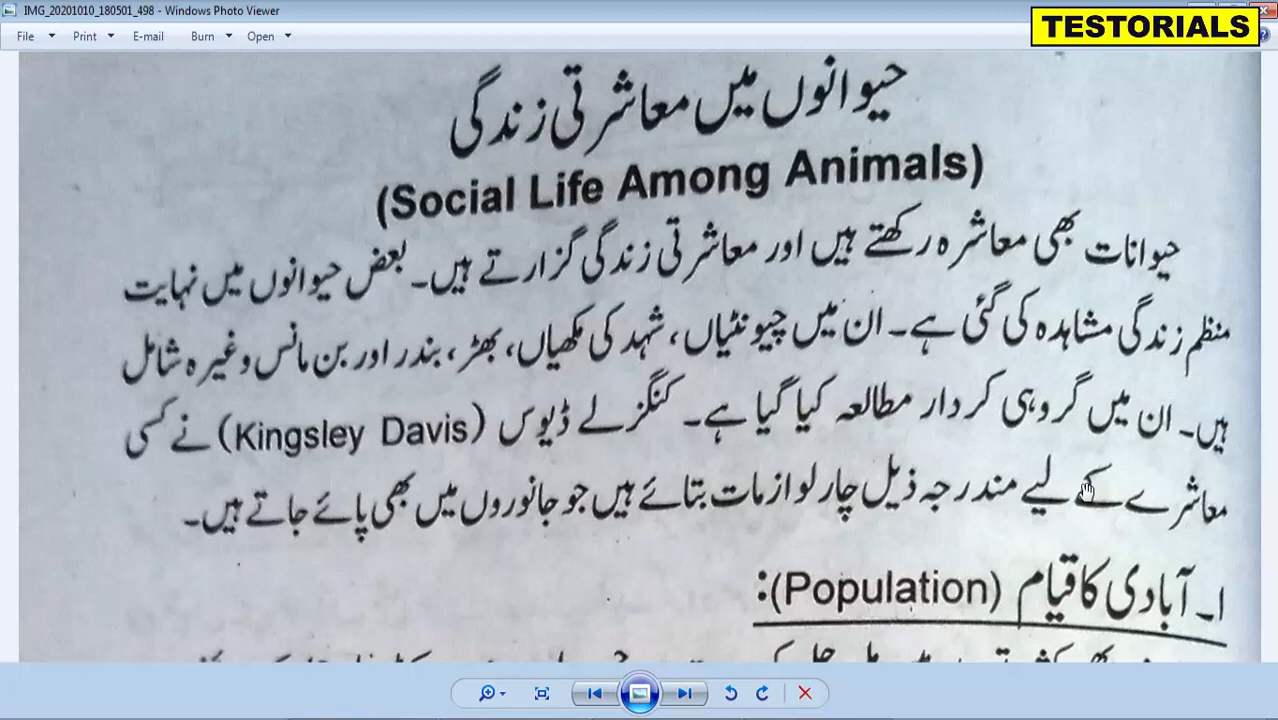 IMG_20201010_180501_498 - Windows Photo Viewer
TESTORIALS
File Print E-mail Burn Open
حیوانوں میں معاشرتی زندگی
(Social Life Among Animals)
حیوانات بھی معاشرہ رکھتے ہیں اور معاشرتی زندگی گزارتے ہیں۔ بعض حیوانوں میں نہایت
منظم زندگی مشاہدہ کی گئی ہے۔ ان میں چیونٹیاں، شہد کی مکھیاں، بھڑ، بندر اور بن مانس وغیرہ شامل
ہیں۔ ان میں گروہی کردار مطالعہ کیا گیا ہے۔ کنگزلے ڈیوس (Kingsley Davis) نے کسی
معاشرے کے لیے مندرجہ ذیل چار لوازمات بتائے ہیں جو جانوروں میں بھی پائے جاتے ہیں۔
۱۔ آبادی کا قیام (Population):